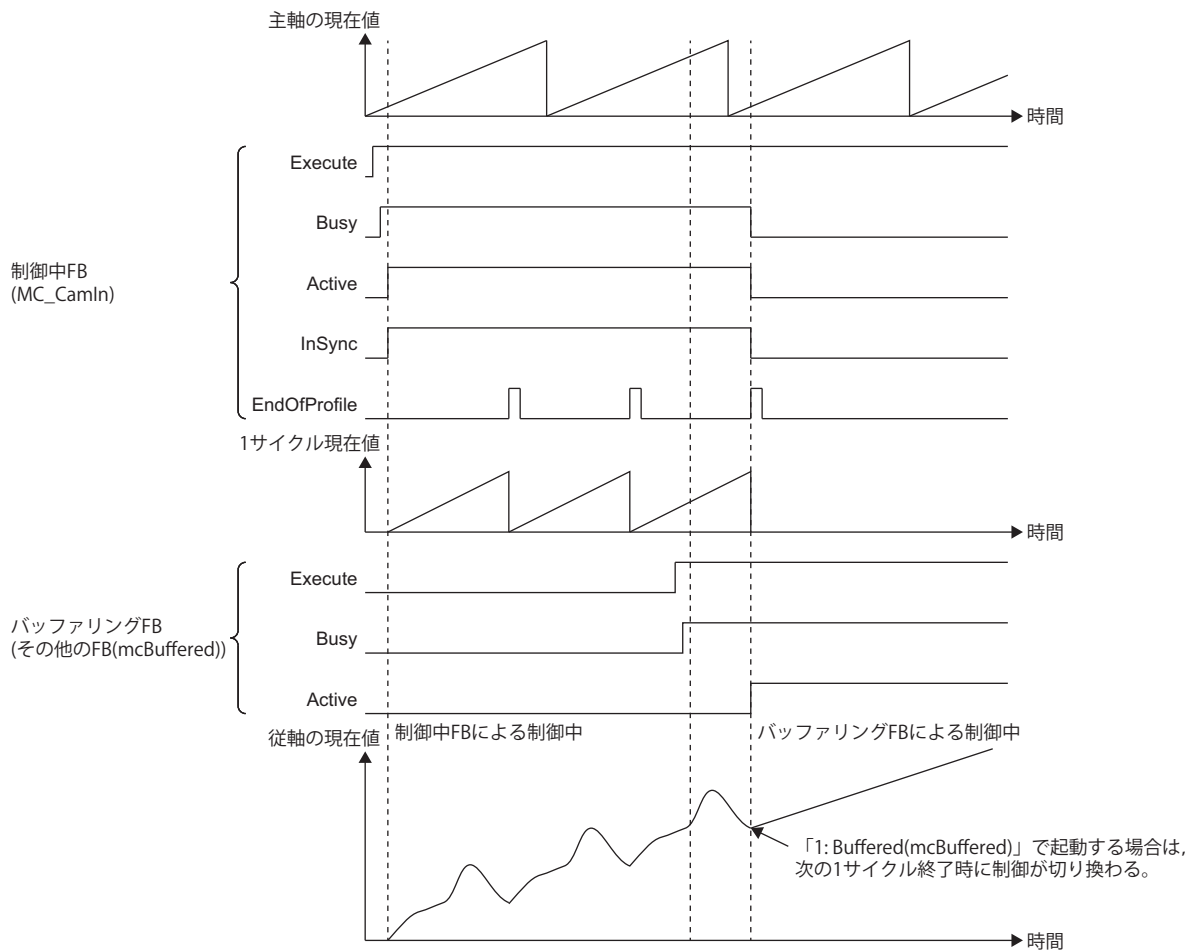 主軸の現在値
時間
Execute
Busy
制御中FB
(MC_CamIn)
Active
InSync
EndOfProfile
1サイクル現在値
時間
Execute
バッファリングFB
(その他のFB(mcBuffered))
Busy
Active
制御中FBによる制御中
バッファリングFBによる制御中
従軸の現在値
「1: Buffered(mcBuffered)」で起動する場合は,
次の1サイクル終了時に制御が切り換わる。
時間